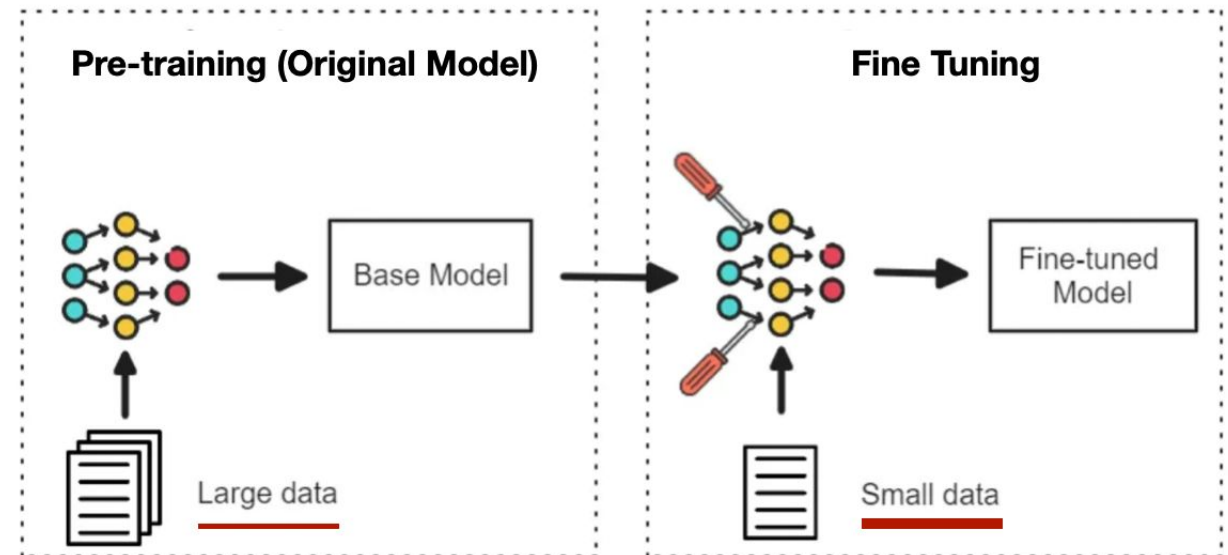 Pre-training (Original Model)
Fine Tuning
Base Model
Fine-tuned
Model
Large data
Small data